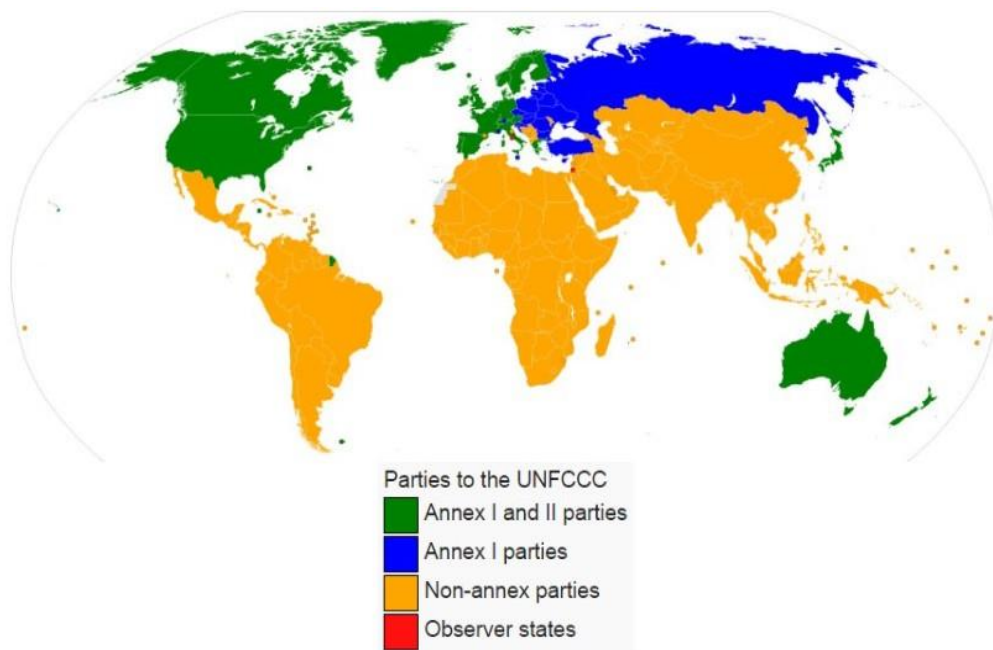 Parties to the UNFCCC
Annex I and II parties
Annex I parties
Non-annex parties
Observer states